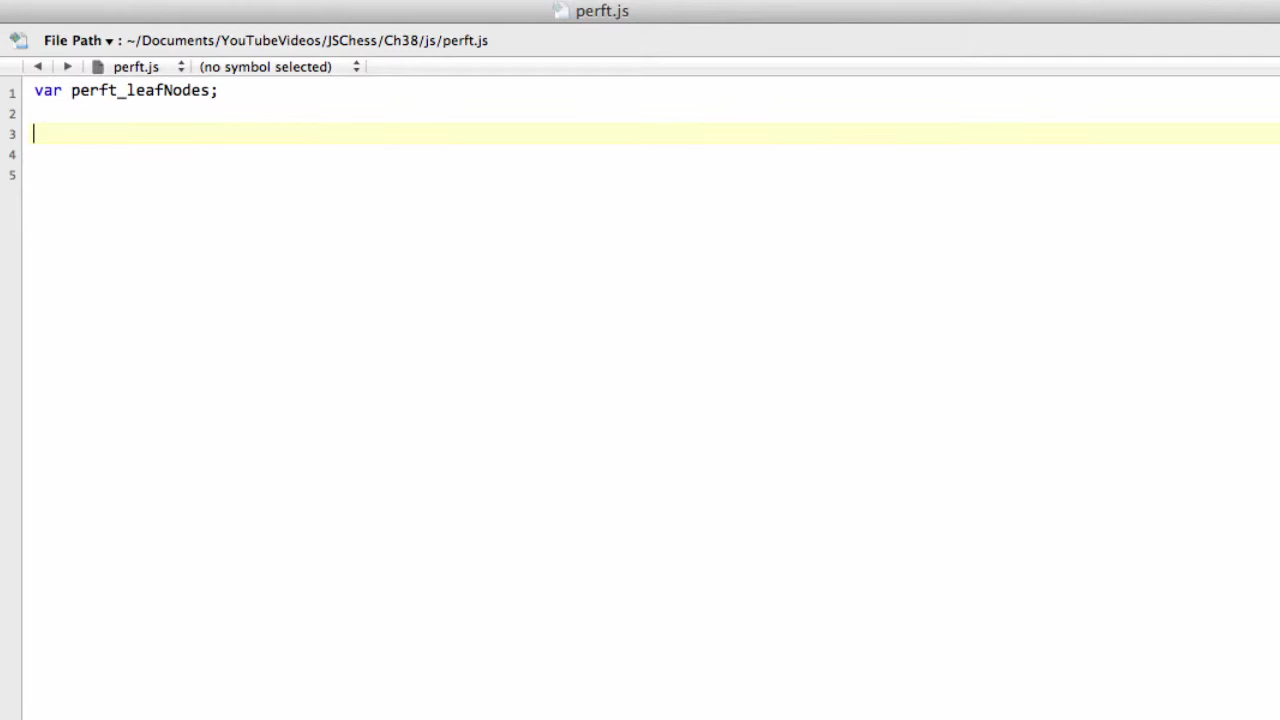 perft.js
File Path ▾ : ~/Documents/YouTubeVideos/JSChess/Ch38/js/perft.js
perft.js (no symbol selected)
1 var perft_leafNodes;
2
3
4
5